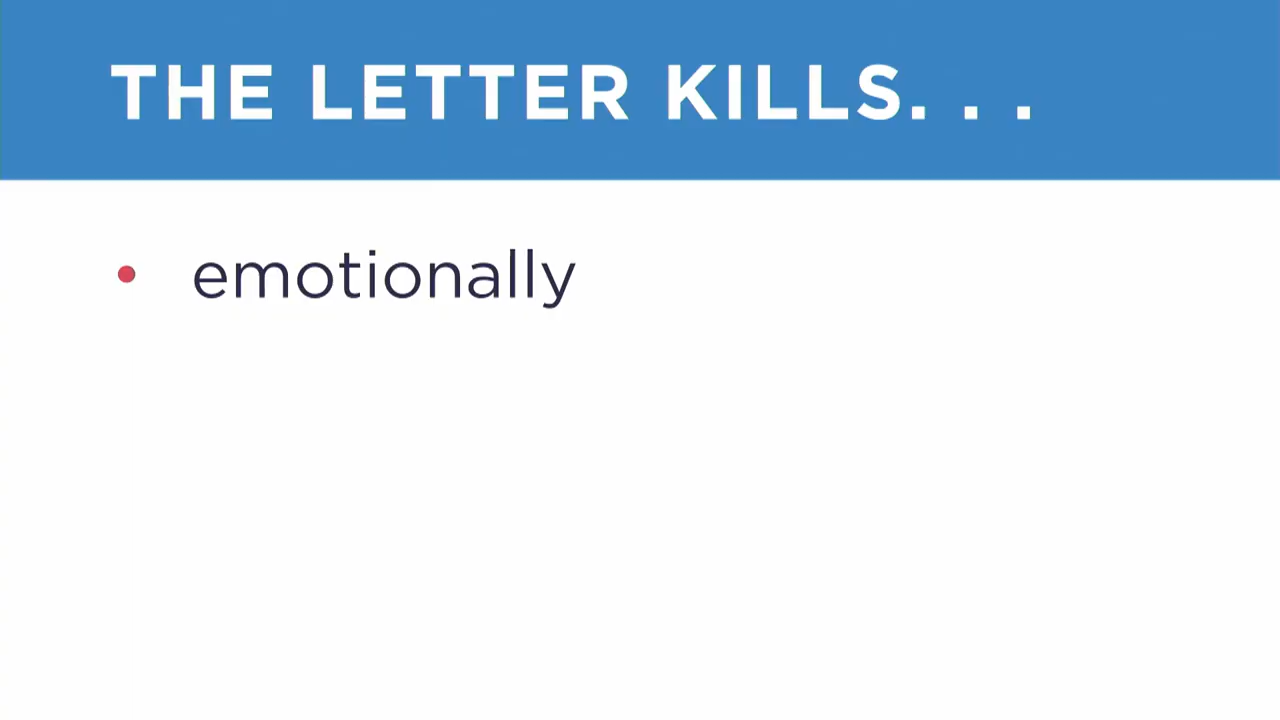 THE LETTER KILLS. . .
• emotionally